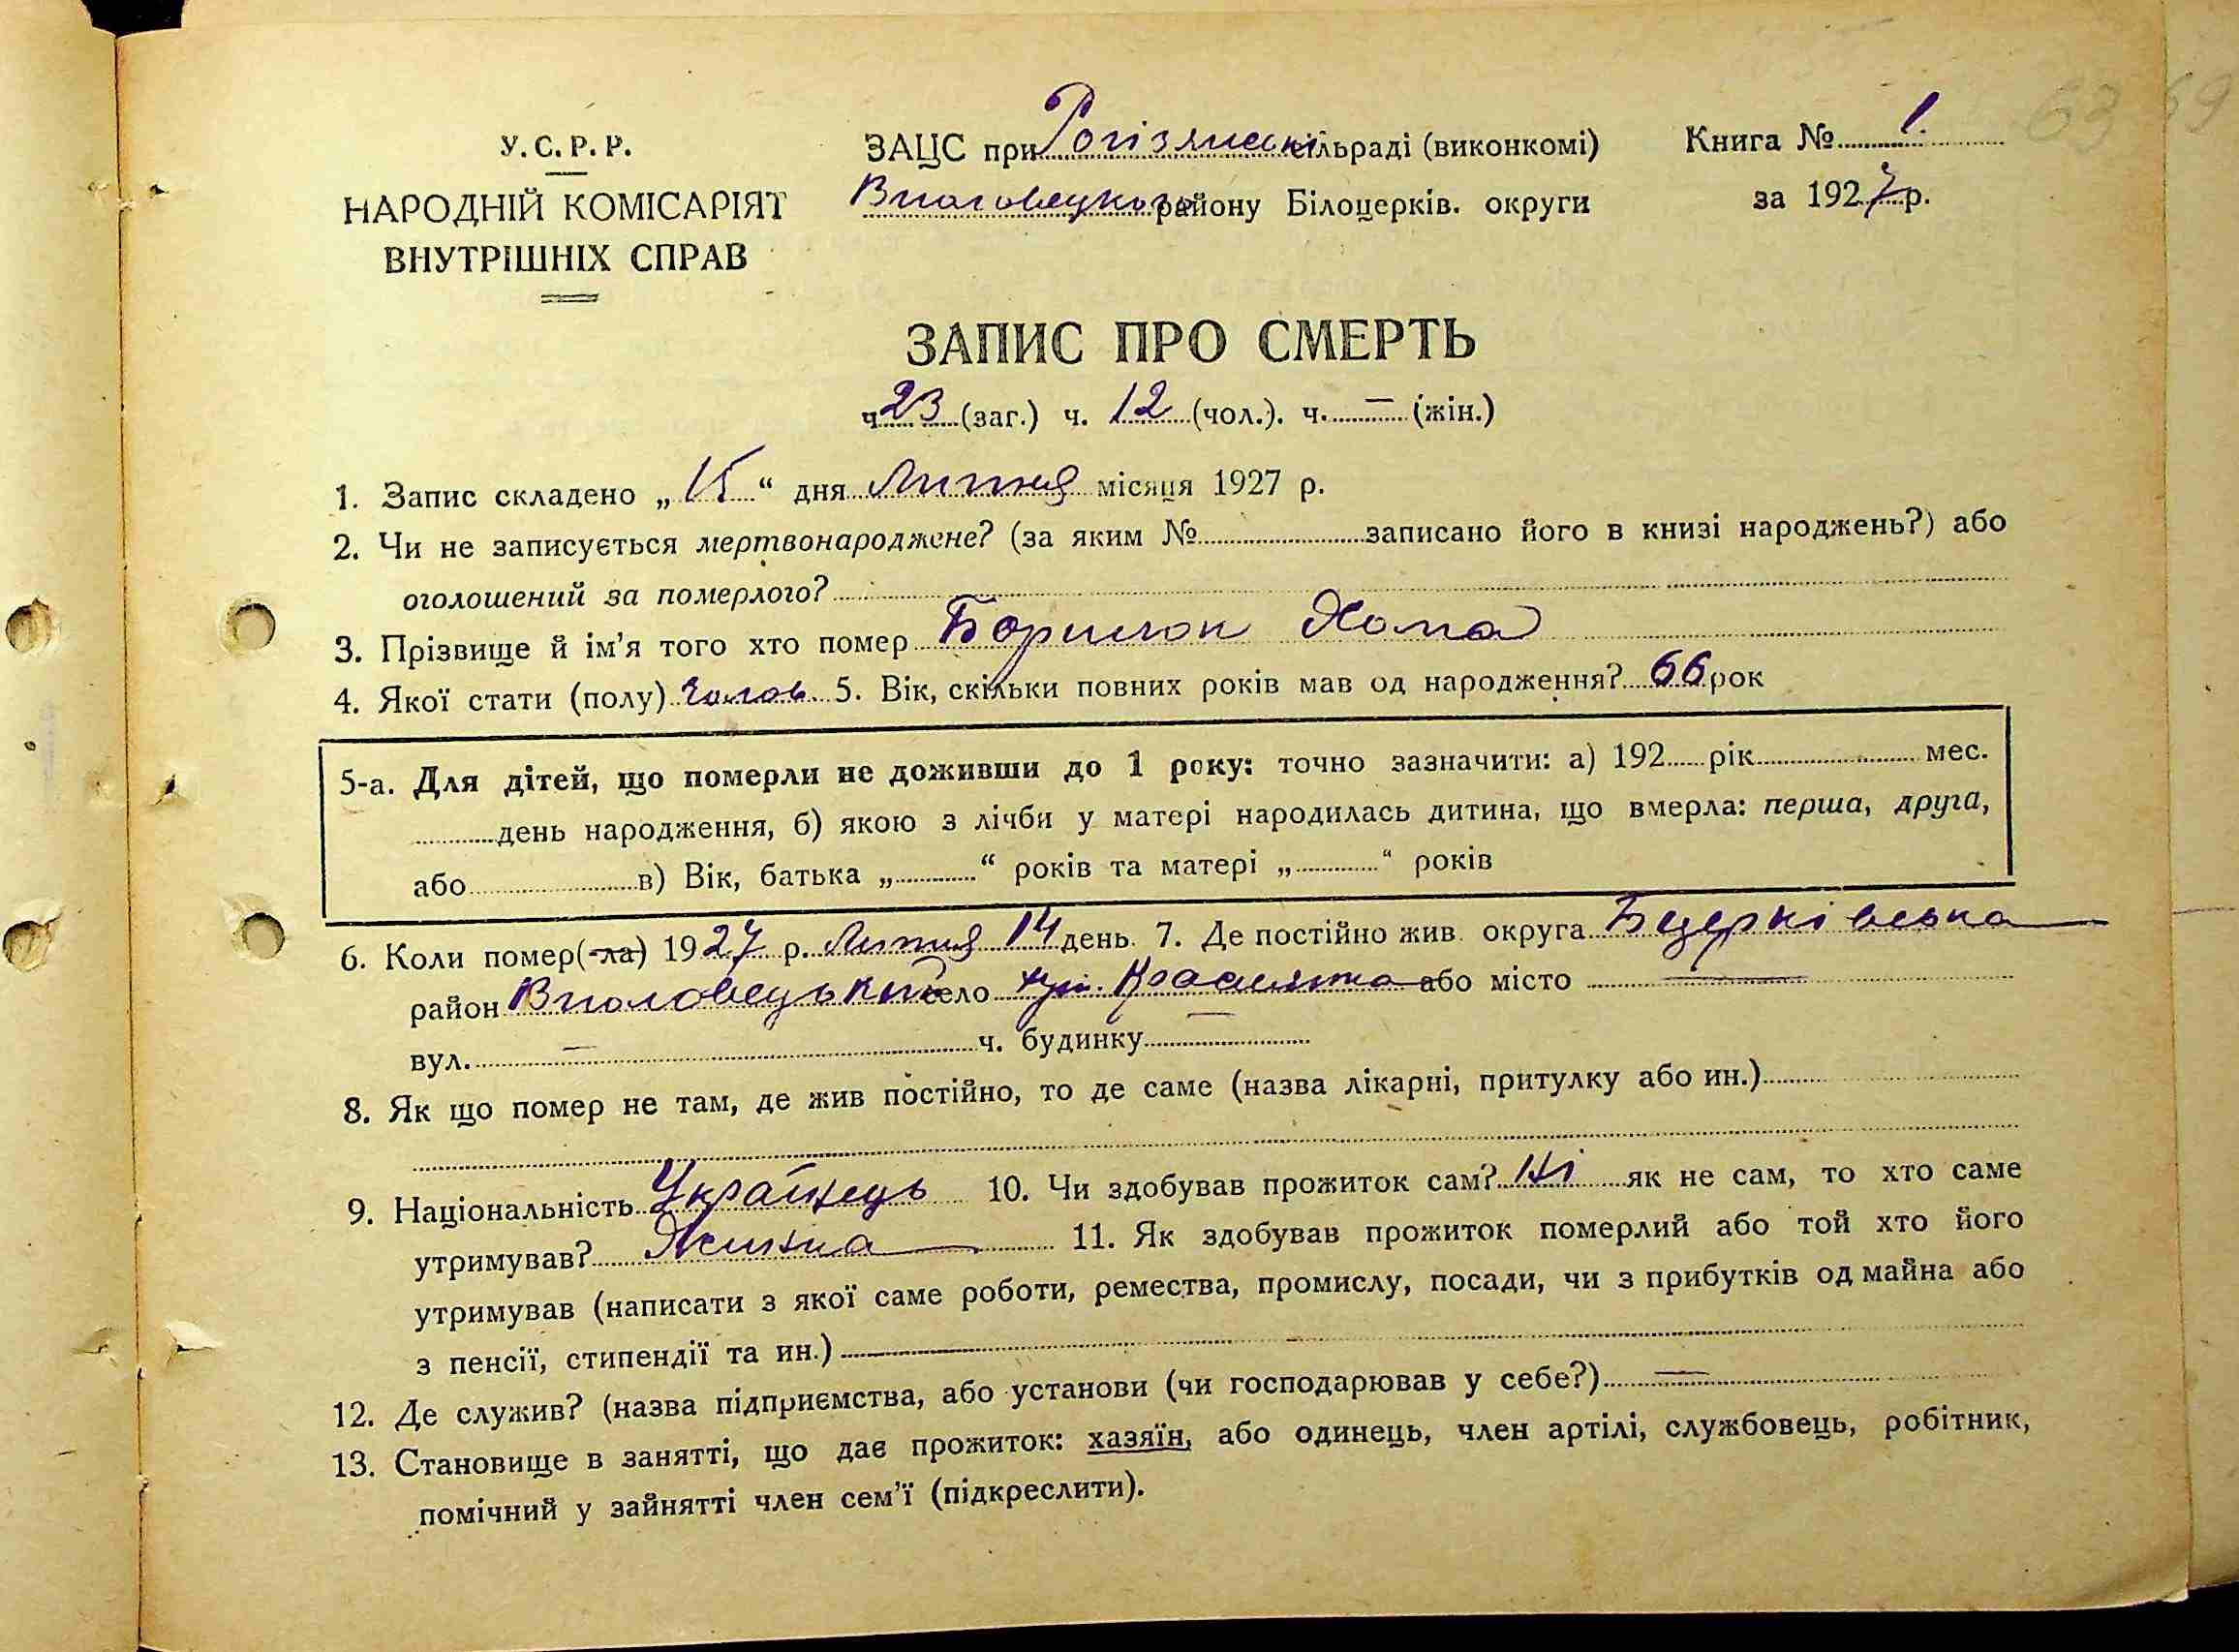 63 69
У.С.Р.Р. ЗАЦС при Рогізянські сільраді (виконкомі) Книга № 1.
НАРОДНІЙ КОМІСАРІЯТ району Білоцерків. округи за 1927 р.
ВНУТРІШНІХ СПРАВ
ЗАПИС ПРО СМЕРТЬ
ч. 23 (заг.) ч. 12 (чол.). ч. — (жін.)
1. Запис складено „15“ дня Липня місяця 1927 р.
2. Чи не записується мертвонароджене? (за яким № записано його в книзі народжень?) або
оголошений за померлого?
3. Прізвище й ім’я того хто помер Хома
4. Якої стати (полу) чолов 5. Вік, скільки повних років мав од народження? 66 рок
5-а. Для дітей, що померли не доживши до 1 року: точно зазначити: а) 192 рік мес.
день народження, б) якою з лічби у матері народилась дитина, що вмерла: перша, друга,
або в) Вік, батька „ “ років та матері „ “ років
6. Коли помер(-ла) 1927 р. Липня 14 день. 7. Де постійно жив округа Бцерківська
район село хут. або місто —
вул. — ч. будинку —
8. Як що помер не там, де жив постійно, то де саме (назва лікарні, притулку або ин.)
9. Національність Українець 10. Чи здобував прожиток сам? Ні як не сам, то хто саме
утримував? 11. Як здобував прожиток померлий або той хто його
утримував (написати з якої саме роботи, ремества, промислу, посади, чи з прибутків од майна або
з пенсії, стипендії та ин.) —
12. Де служив? (назва підприємства, або установи (чи господарював у себе?) —
13. Становище в занятті, що дає прожиток: хазяїн, або одинець, член артілі, службовець, робітник,
помічний у зайнятті член сем’ї (підкреслити).